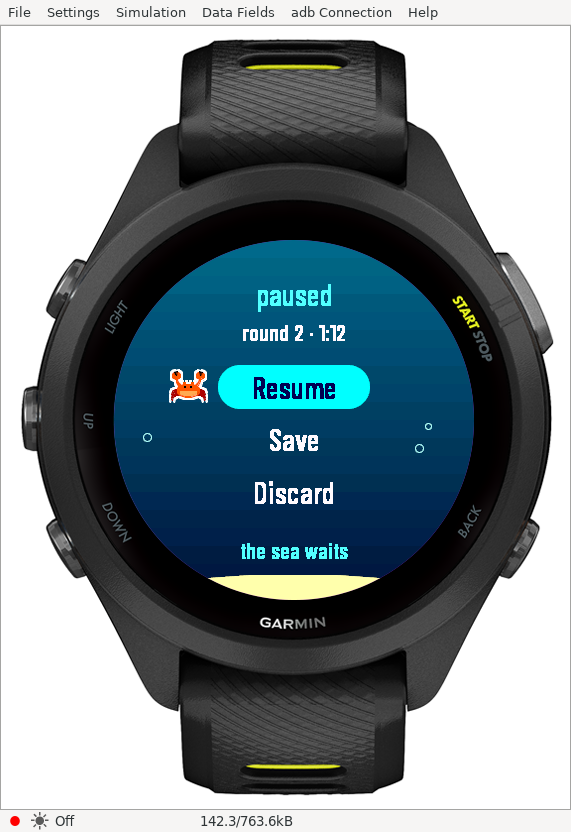 File Settings Simulation Data Fields adb Connection Help
paused
round 2 · 1:12
Resume
Save
Discard
the sea waits
LIGHT
UP
DOWN
START STOP
BACK
GARMIN
Off 142.3/763.6kB